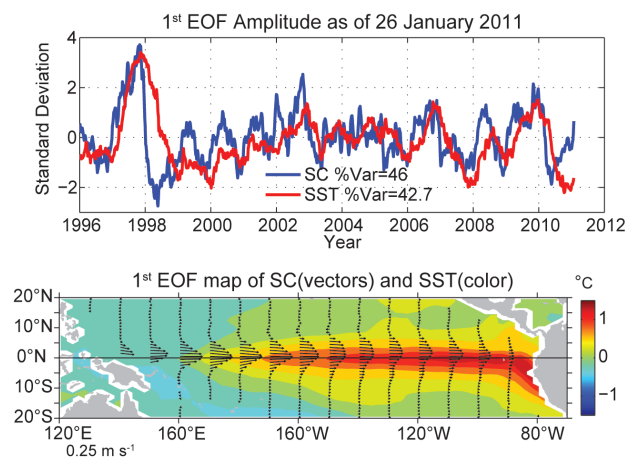 1st EOF Amplitude as of 26 January 2011
Standard Deviation
4
2
0
−2
SC %Var=46
SST %Var=42.7
1996 1998 2000 2002 2004 2006 2008 2010 2012
Year
1st EOF map of SC(vectors) and SST(color)
°C
20°N
10°N
0°N
10°S
20°S
1
0
−1
120°E 160°E 160°W 120°W 80°W
0.25 m s-1